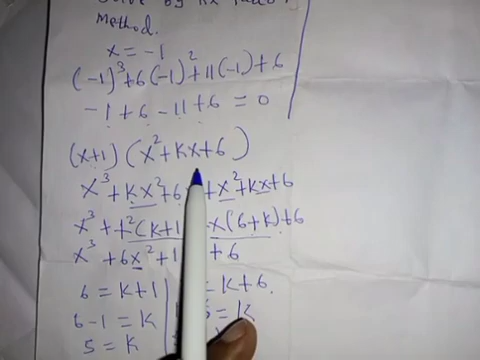 Solve by
Method.
x = -1
(-1)³+6(-1)²+11(-1)+6
-1+6-11+6 = 0
(x+1)(x²+kx+6)
x³+kx²+6 +x²+kx+6
x³+x²(k+1 x(6+k)+6
x³+6x²+1 +6
6 = k+1 = k+6
6-1 = k = k
5 = k